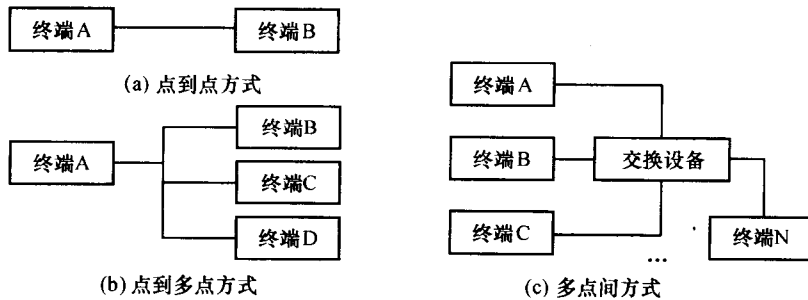 终端A
终端B
(a) 点到点方式
终端A
终端B
终端C
终端D
(b) 点到多点方式
终端A
终端B
交换设备
终端C
终端N
…
(c) 多点间方式